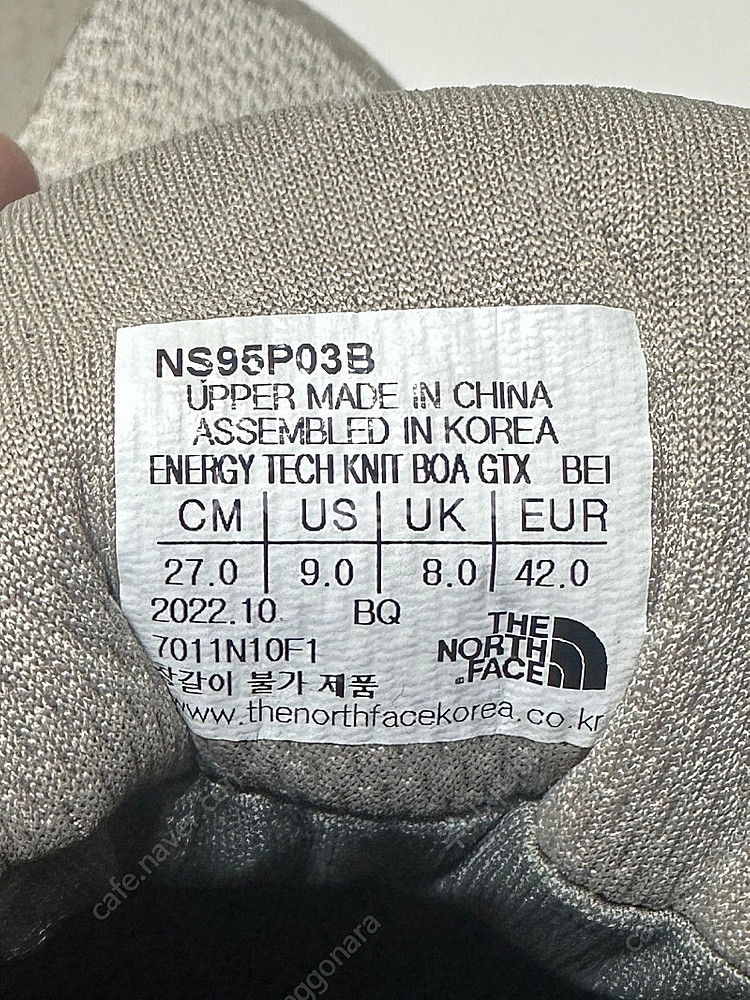 NS95P03B
UPPER MADE IN CHINA
ASSEMBLED IN KOREA
ENERGY TECH KNIT BOA GTX BEI
CM US UK EUR
27.0 9.0 8.0 42.0
2022.10 BQ
7011N10F1
THE
NORTH
FACE
창갈이 불가 제품
www.thenorthfacekorea.co.kr
cafe.naver.com